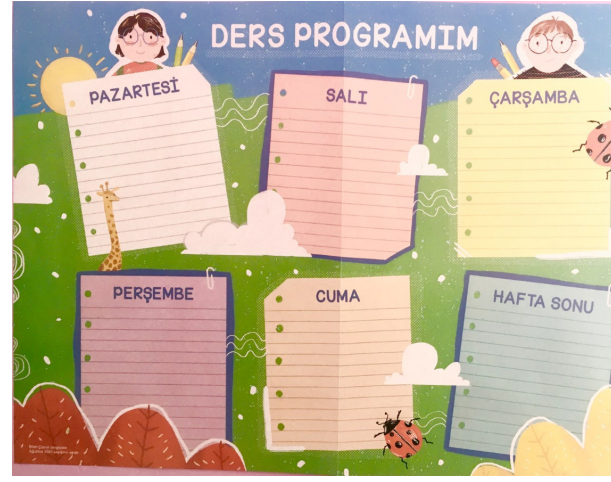 DERS PROGRAMIM
PAZARTESİ
SALI
ÇARŞAMBA
PERŞEMBE
CUMA
HAFTA SONU